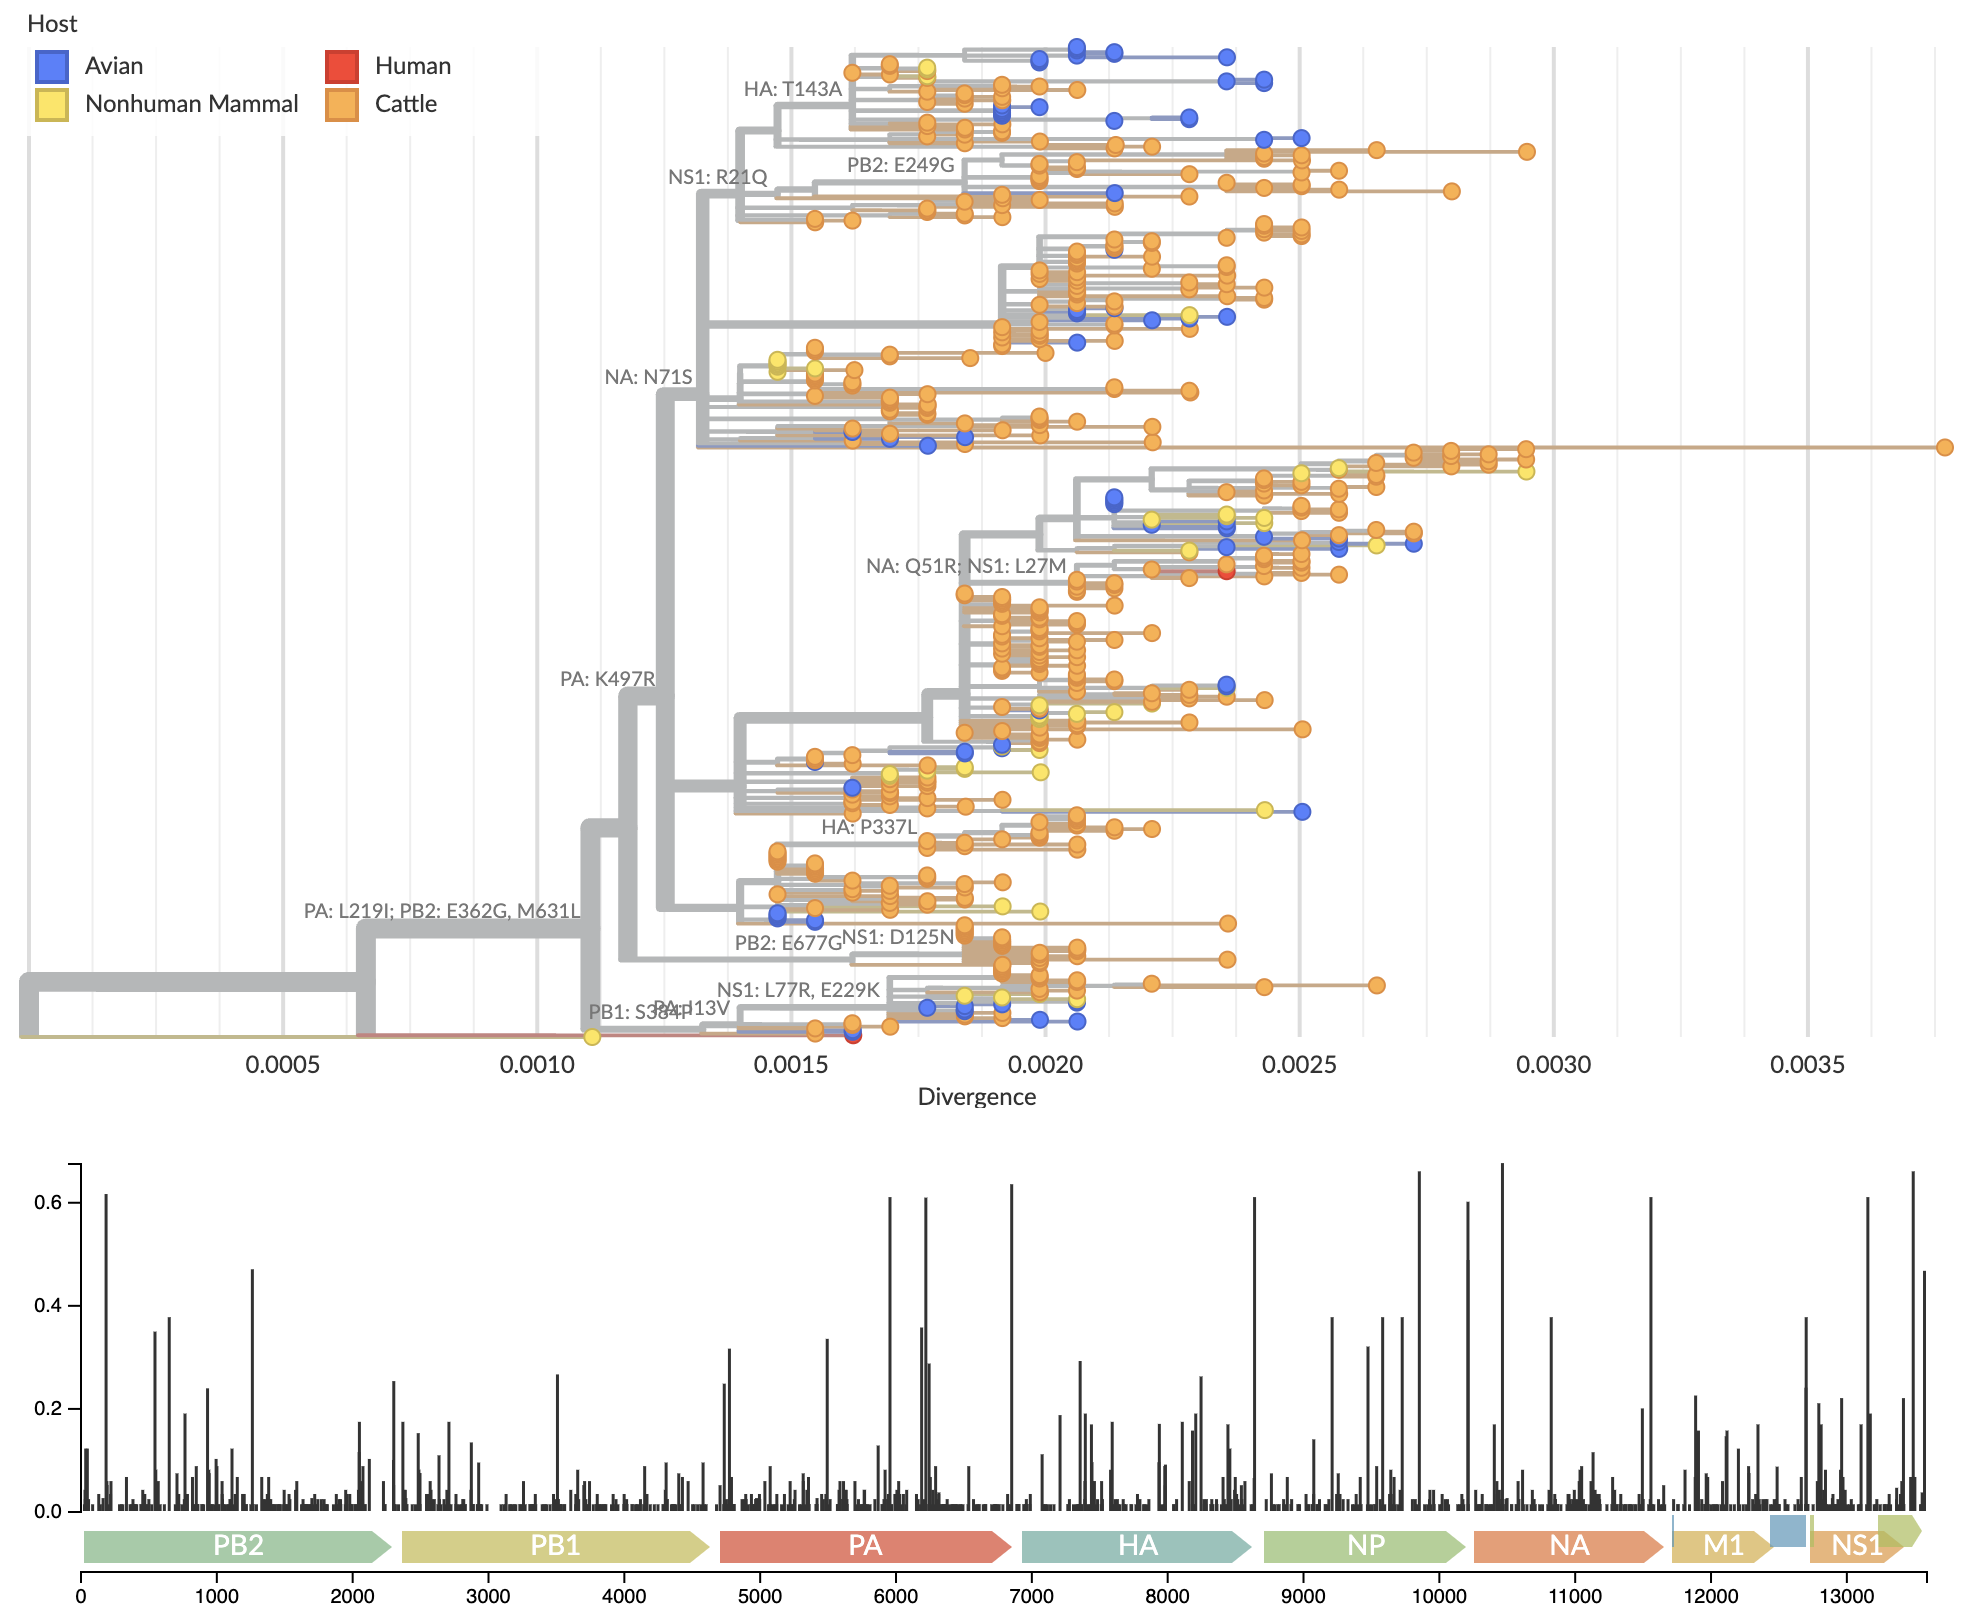 Host
Avian
Human
Nonhuman Mammal
Cattle
HA: T143A
PB2: E249G
NS1: R21Q
NA: N71S
NA: Q51R; NS1: L27M
PA: K497R
HA: P337L
PA: L219I; PB2: E362G, M631L
PB2: E677G
NS1: D125N
NS1: L77R, E229K
PB1: S384P
PA: I13V
0.0005
0.0010
0.0015
0.0020
0.0025
0.0030
0.0035
Divergence
0.6
0.4
0.2
0.0
PB2
PB1
PA
HA
NP
NA
M1
NS1
0
1000
2000
3000
4000
5000
6000
7000
8000
9000
10000
11000
12000
13000